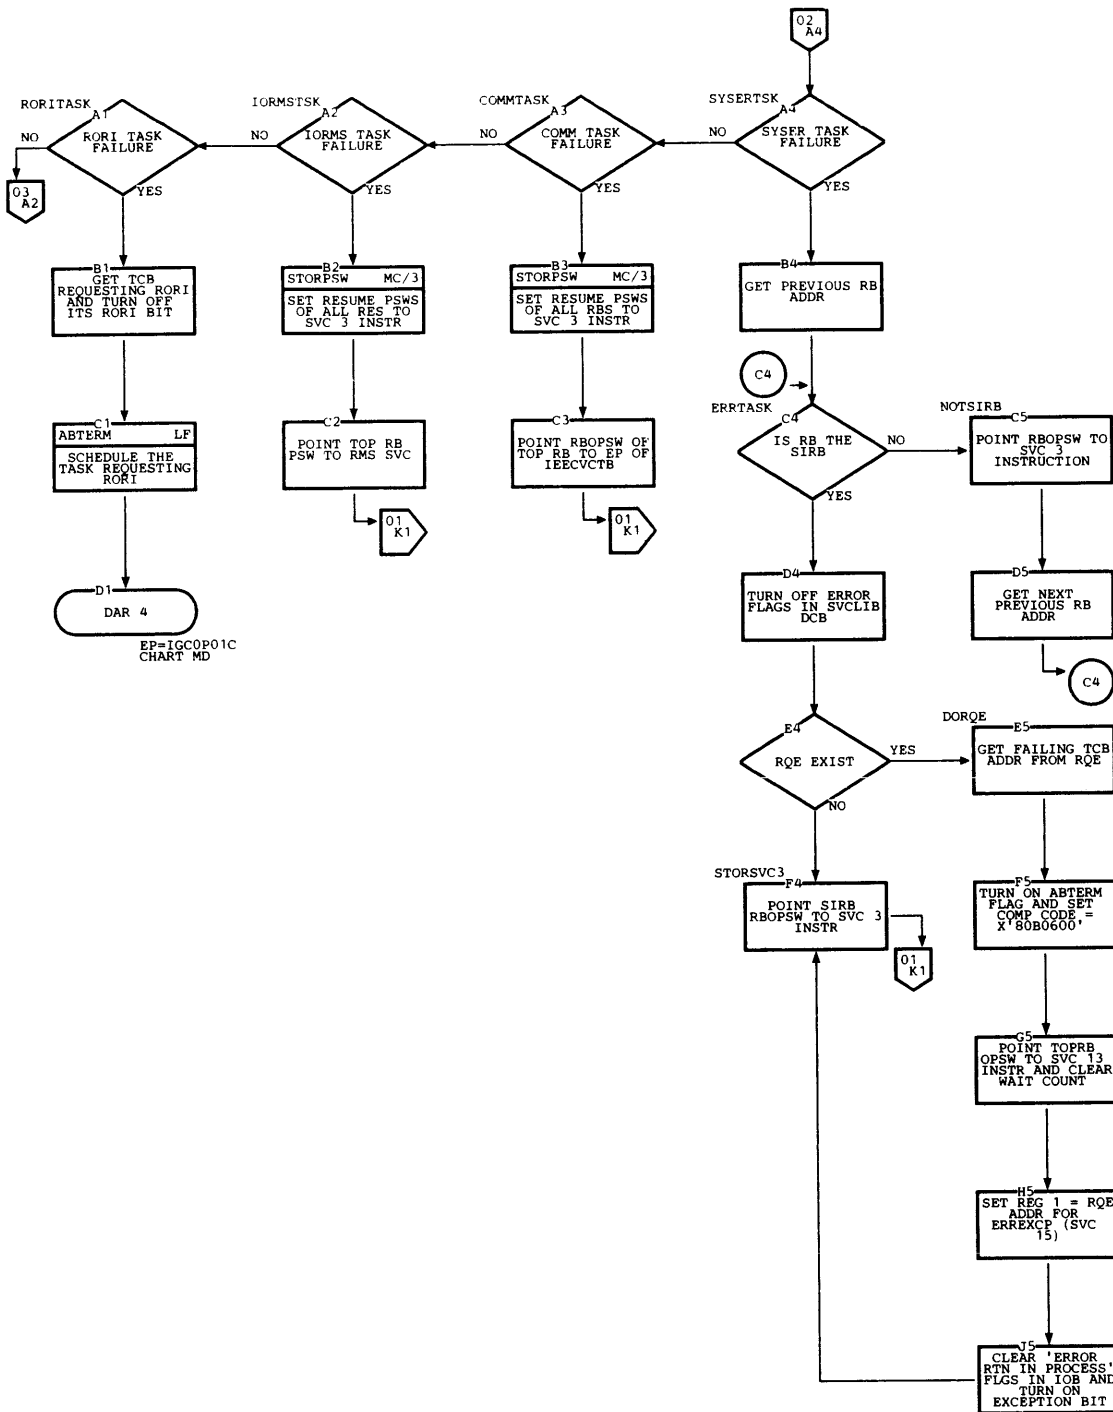 02
A4
RORITASK
A1
RORI TASK
FAILURE
NO
YES
03
A2
IORMSTSK
A2
IORMS TASK
FAILURE
NO
YES
COMMTASK
A3
COMM TASK
FAILURE
NO
YES
SYSERTSK
A4
SYSER TASK
FAILURE
NO
YES
B1
GET TCB
REQUESTING RORI
AND TURN OFF
ITS RORI BIT
B2
STORPSW MC/3
SET RESUME PSWS
OF ALL RES TO
SVC 3 INSTR
B3
STORPSW MC/3
SET RESUME PSWS
OF ALL RBS TO
SVC 3 INSTR
B4
GET PREVIOUS RB
ADDR
C4
C1
ABTERM LF
SCHEDULE THE
TASK REQUESTING
RORI
C2
POINT TOP RB
PSW TO RMS SVC
01
K1
C3
POINT RBOPSW OF
TOP RB TO EP OF
IEECVCTB
01
K1
ERRTASK
C4
IS RB THE
SIRB
NO
YES
NOTSIRB
C5
POINT RBOPSW TO
SVC 3
INSTRUCTION
D1
DAR 4
EP=IGC0P01C
CHART MD
D4
TURN OFF ERROR
FLAGS IN SVCLIB
DCB
D5
GET NEXT
PREVIOUS RB
ADDR
C4
E4
RQE EXIST
YES
NO
DORQE
E5
GET FAILING TCB
ADDR FROM RQE
STORSVC3
F4
POINT SIRB
RBOPSW TO SVC 3
INSTR
01
K1
F5
TURN ON ABTERM
FLAG AND SET
COMP CODE =
X'80B0600'
G5
POINT TOPRB
OPSW TO SVC 13
INSTR AND CLEAR
WAIT COUNT
H5
SET REG 1 = RQE
ADDR FOR
ERREXCP (SVC
15)
J5
CLEAR 'ERROR
RTN IN PROCESS'
FLGS IN IOB AND
TURN ON
EXCEPTION BIT